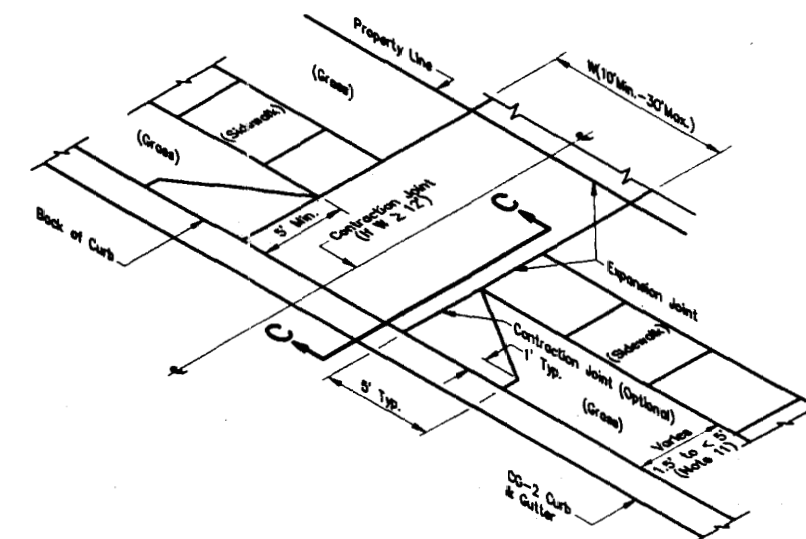 Property Line
W(10'Min.-30'Max.)
(Grass)
(Sidewalk)
(Grass)
Back of Curb
5' Min.
Contraction Joint
(If W ≥ 12')
C
℄
Expansion Joint
C
Contraction Joint (Optional)
1' Typ.
(Sidewalk)
℄
5' Typ.
(Grass)
Varies
1.5' to < 5'
(Note 11)
CG-2 Curb
& Gutter